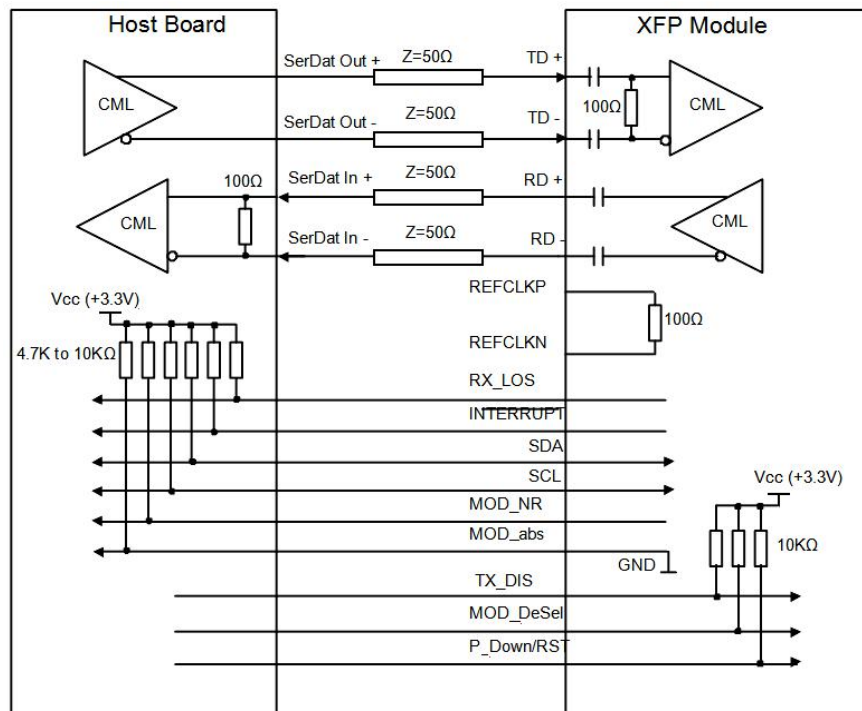 Host Board
XFP Module
SerDat Out +
Z=50Ω
TD +
CML
100Ω
CML
SerDat Out -
Z=50Ω
TD -
SerDat In +
Z=50Ω
RD +
100Ω
CML
CML
SerDat In -
Z=50Ω
RD -
REFCLKP
Vcc (+3.3V)
100Ω
4.7K to 10KΩ
REFCLKN
RX_LOS
INTERRUPT
SDA
SCL
Vcc (+3.3V)
MOD_NR
MOD_abs
10KΩ
GND
TX_DIS
MOD_DeSel
P_Down/RST